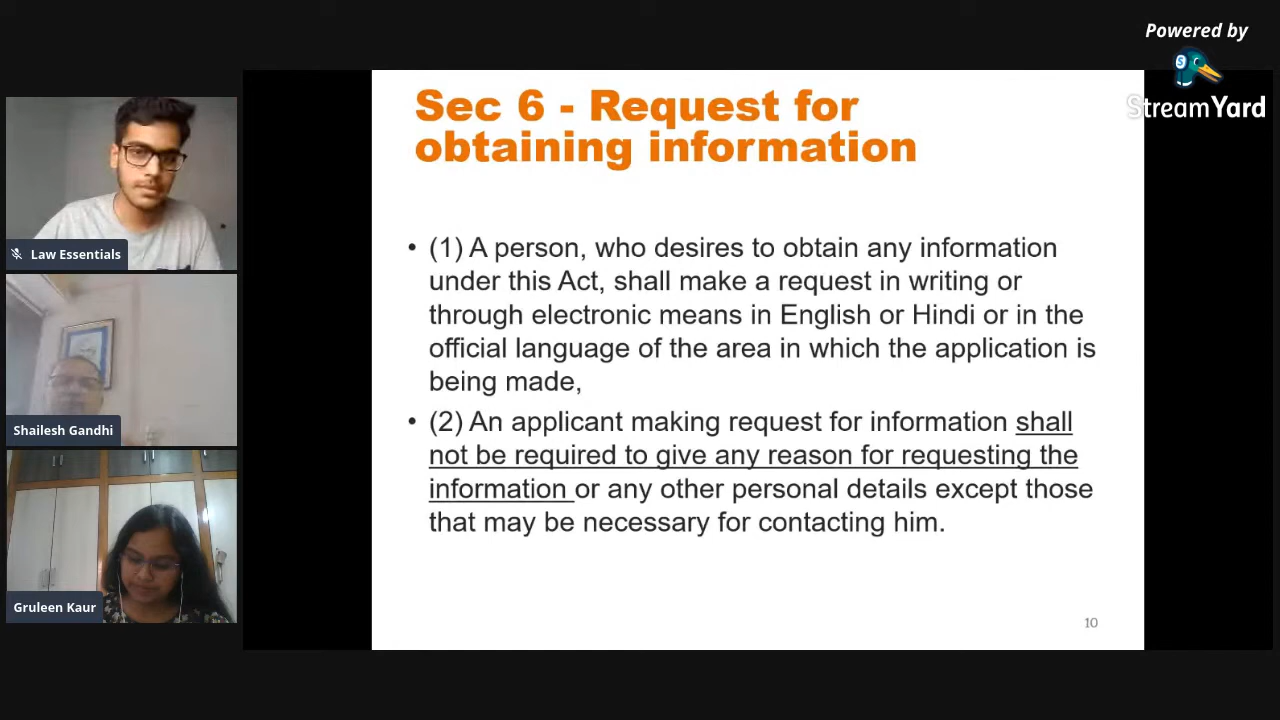 Powered by
StreamYard
Sec 6 - Request for
obtaining information
• (1) A person, who desires to obtain any information
under this Act, shall make a request in writing or
through electronic means in English or Hindi or in the
official language of the area in which the application is
being made,
• (2) An applicant making request for information shall
not be required to give any reason for requesting the
information or any other personal details except those
that may be necessary for contacting him.
10
Law Essentials
Shailesh Gandhi
Gruleen Kaur